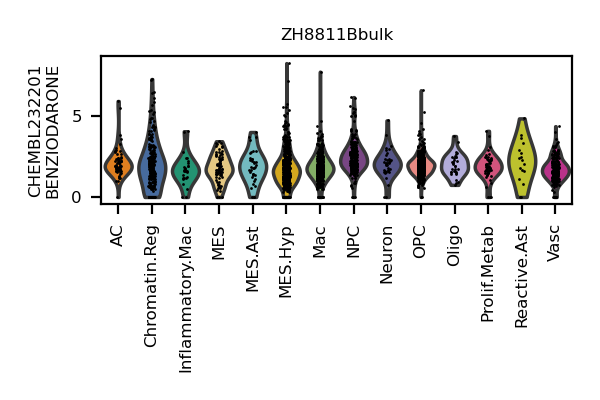 ZH8811Bbulk
CHEMBL232201
BENZIODARONE
5
0
AC
Chromatin.Reg
Inflammatory.Mac
MES
MES.Ast
MES.Hyp
Mac
NPC
Neuron
OPC
Oligo
Prolif.Metab
Reactive.Ast
Vasc